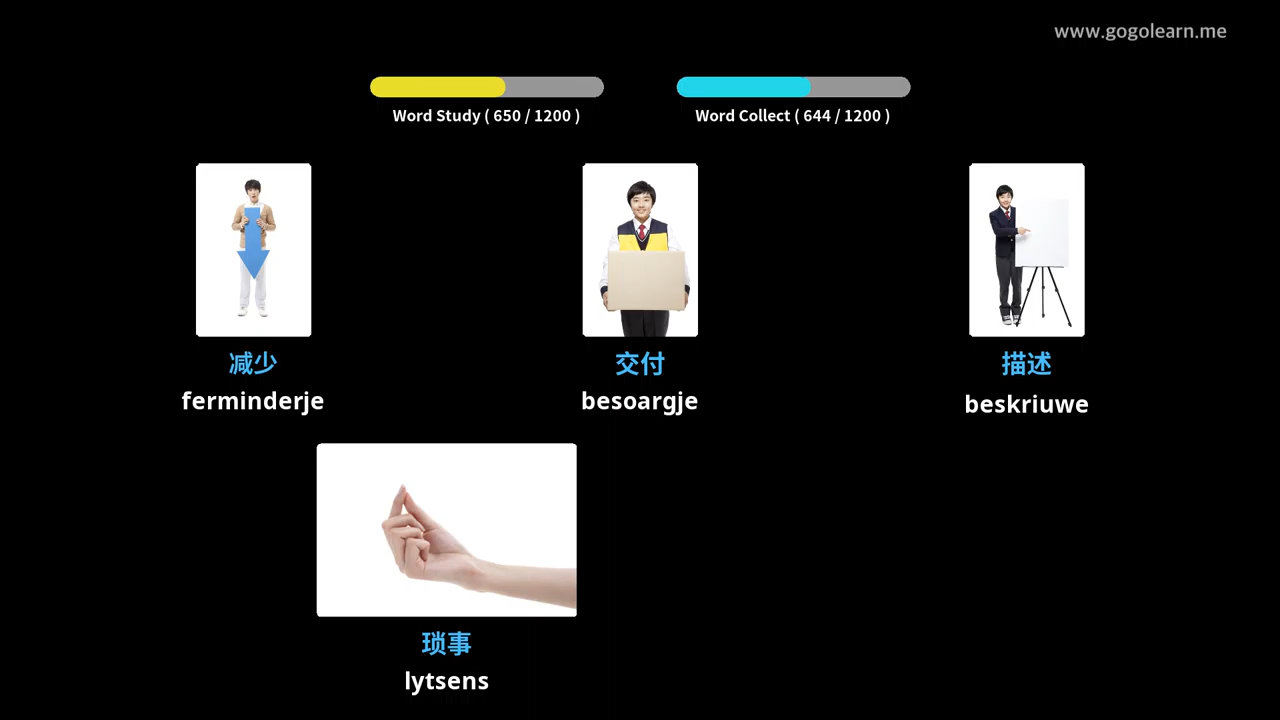 www.gogolearn.me
Word Study ( 650 / 1200 )
Word Collect ( 644 / 1200 )
减少
ferminderje
交付
besoargje
描述
beskriuwe
琐事
lytsens